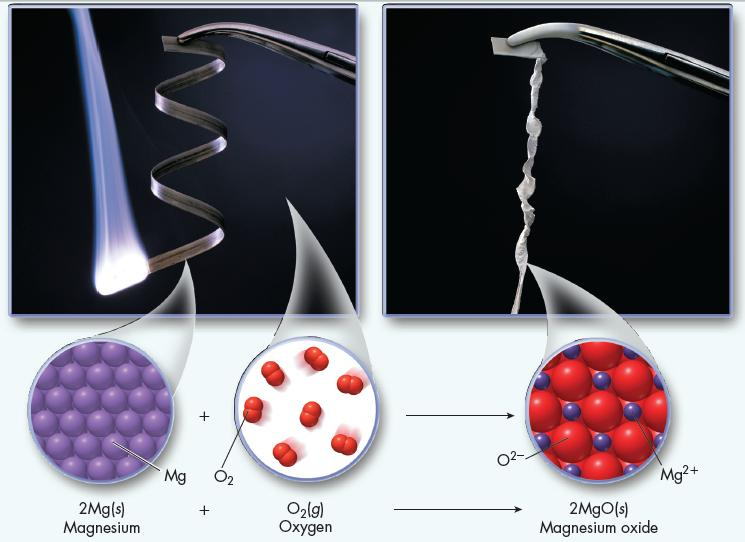 Mg
+
O2
O²⁻
Mg²⁺
2Mg(s) + O₂(g) 2MgO(s)
Magnesium Oxygen Magnesium oxide